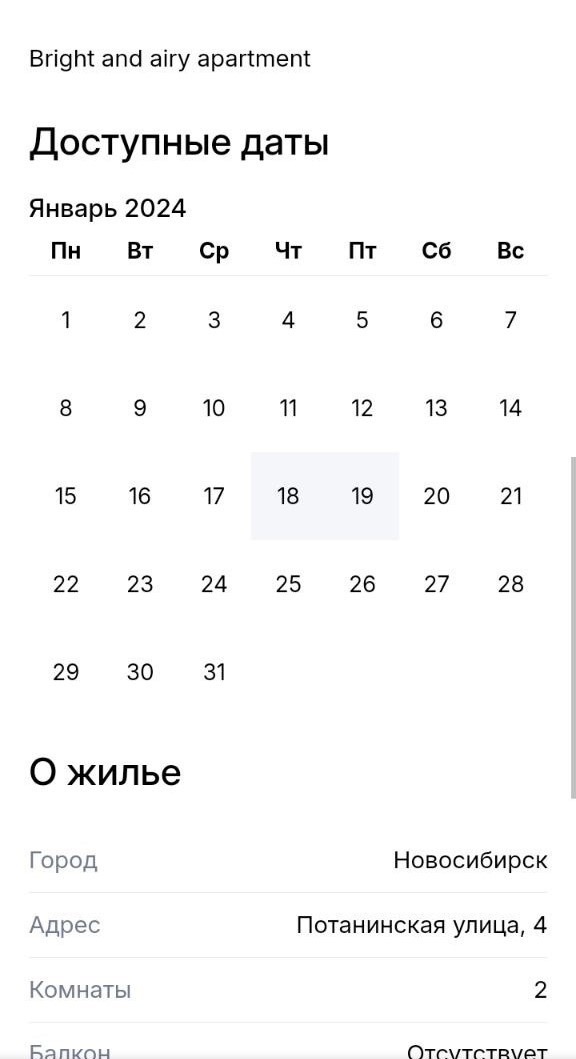 Bright and airy apartment
Доступные даты
Январь 2024
Пн Вт Ср Чт Пт Сб Вс
1 2 3 4 5 6 7
8 9 10 11 12 13 14
15 16 17 18 19 20 21
22 23 24 25 26 27 28
29 30 31
О жилье
Город Новосибирск
Адрес Потанинская улица, 4
Комнаты 2
Балкон Отсутствует